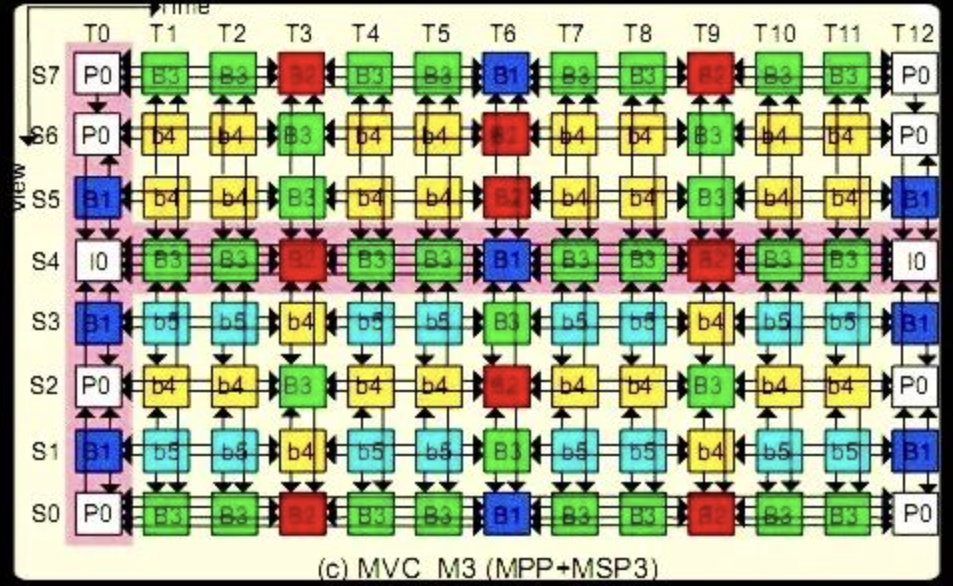 Time
T0 T1 T2 T3 T4 T5 T6 T7 T8 T9 T10 T11 T12
S7 P0 B3 B3 B2 B3 B3 B1 B3 B3 B2 B3 B3 P0
S6 P0 b4 b4 B3 b4 b4 B2 b4 b4 B3 b4 b4 P0
view
S5 B1 b4 b4 B3 b4 b4 B2 b4 b4 B3 b4 b4 B1
S4 I0 B3 B3 B2 B3 B3 B1 B3 B3 B2 B3 B3 I0
S3 B1 b5 b5 b4 b5 b5 B3 b5 b5 b4 b5 b5 B1
S2 P0 b4 b4 B3 b4 b4 B2 b4 b4 B3 b4 b4 P0
S1 B1 b5 b5 b4 b5 b5 B3 b5 b5 b4 b5 b5 B1
S0 P0 B3 B3 B2 B3 B3 B1 B3 B3 B2 B3 B3 P0
(c) MVC_M3 (MPP+MSP3)